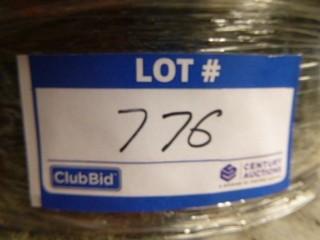 LOT #
776
ClubBid
CENTURY
AUCTIONS